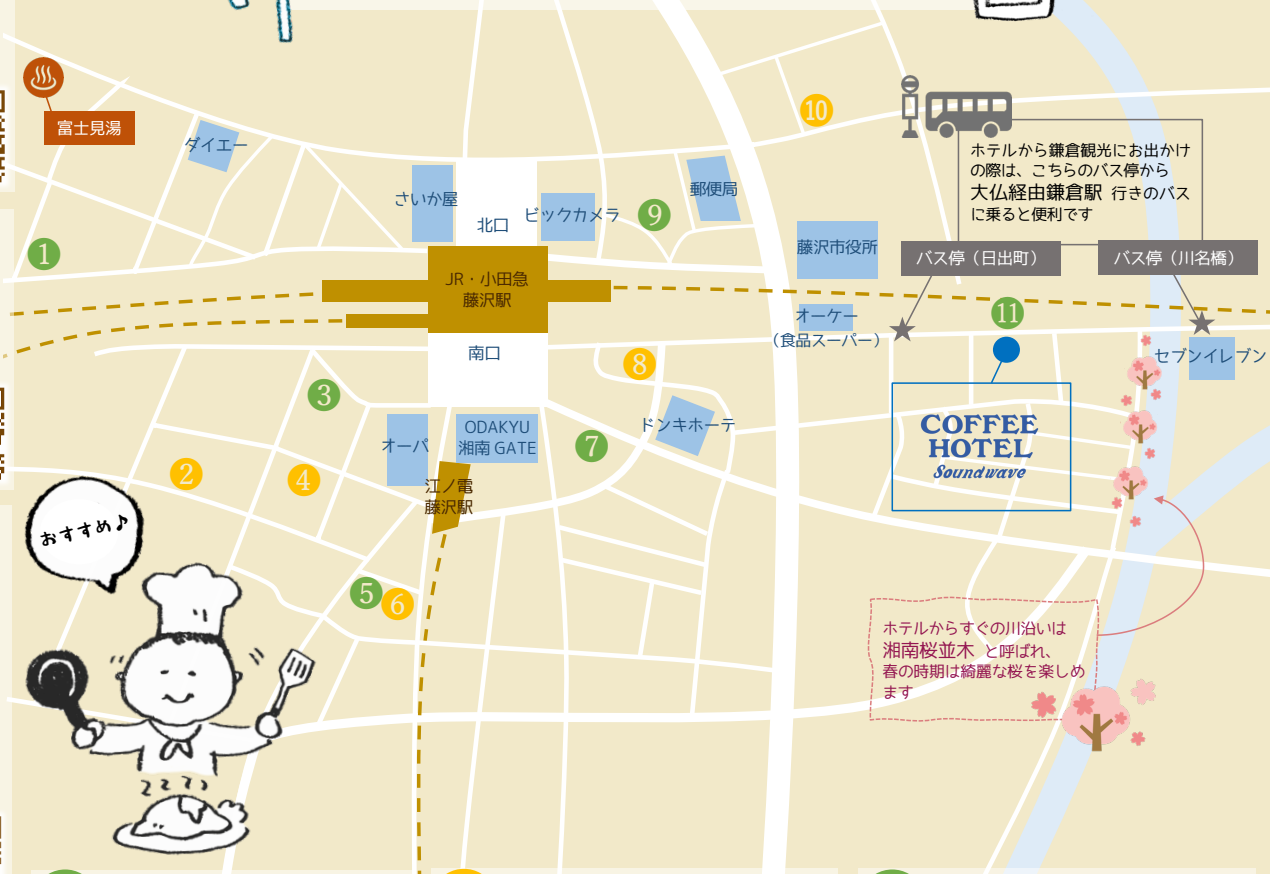 富士見湯
ダイエー
さいか屋
北口
ビックカメラ
9
郵便局
10
ホテルから鎌倉観光にお出かけ
の際は、こちらのバス停から
大仏経由鎌倉駅 行きのバス
に乗ると便利です
藤沢市役所
バス停（日出町）
バス停（川名橋）
1
JR・小田急
藤沢駅
オーケー
（食品スーパー）
11
セブンイレブン
南口
8
3
ドンキホーテ
オーパ
ODAKYU
湘南 GATE
7
COFFEE
HOTEL
Soundwave
2
4
江ノ電
藤沢駅
おすすめ♪
5
6
ホテルからすぐの川沿いは
湘南桜並木 と呼ばれ、
春の時期は綺麗な桜を楽しめ
ます